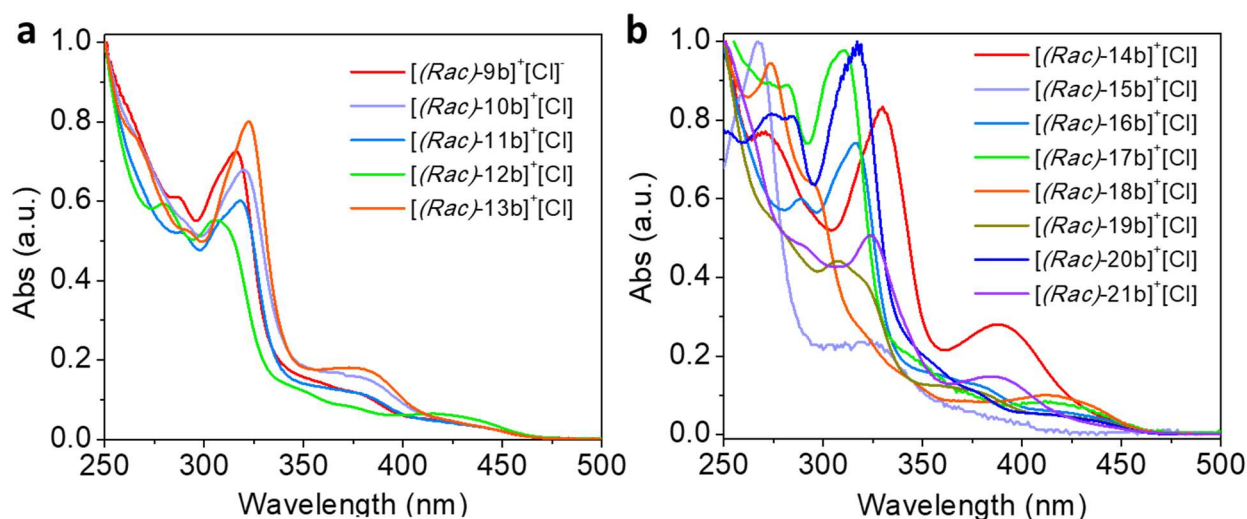 a
Abs (a.u.)
1.0
0.8
0.6
0.4
0.2
0.0
250 300 350 400 450 500
Wavelength (nm)
[(Rac)-9b]+[Cl]-
[(Rac)-10b]+[Cl]
[(Rac)-11b]+[Cl]
[(Rac)-12b]+[Cl]
[(Rac)-13b]+[Cl]
b
Abs (a.u.)
1.0
0.8
0.6
0.4
0.2
0.0
250 300 350 400 450 500
Wavelength (nm)
[(Rac)-14b]+[Cl]
[(Rac)-15b]+[Cl]
[(Rac)-16b]+[Cl]
[(Rac)-17b]+[Cl]
[(Rac)-18b]+[Cl]
[(Rac)-19b]+[Cl]
[(Rac)-20b]+[Cl]
[(Rac)-21b]+[Cl]